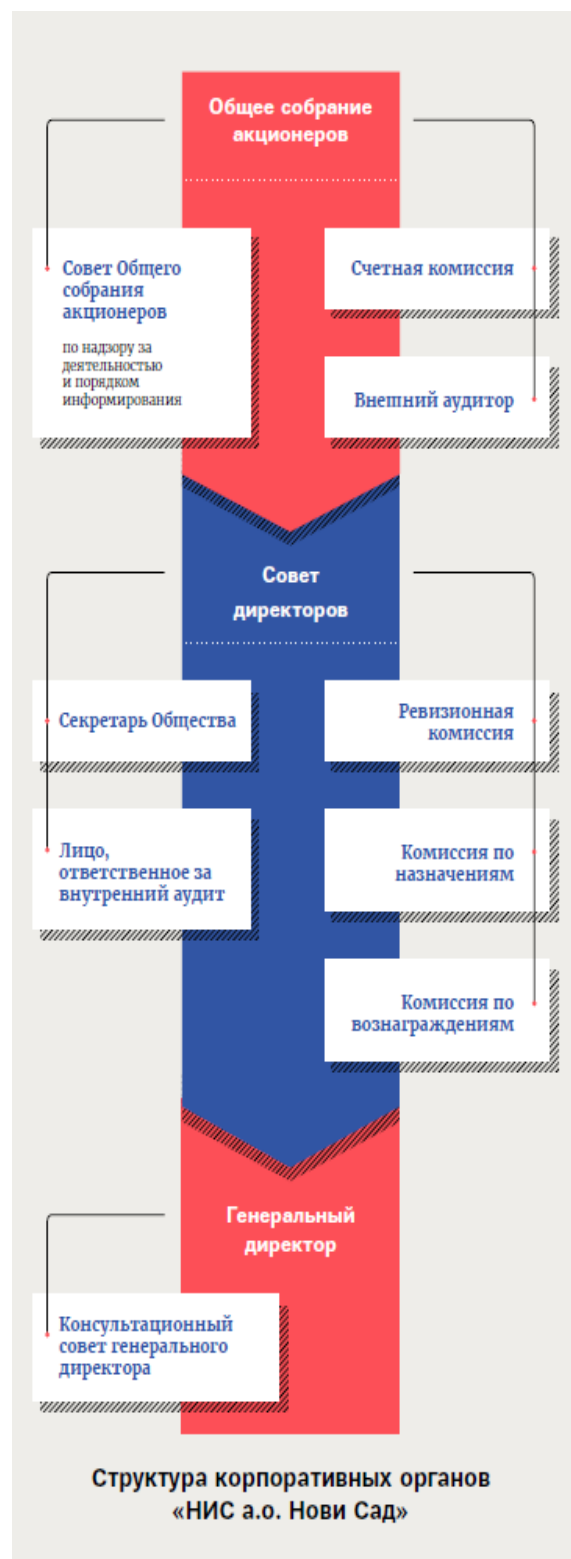 Общее собрание
акционеров
Совет Общего
собрания
акционеров
по надзору за
деятельностью
и порядком
информирования
Счетная комиссия
Внешний аудитор
Совет
директоров
Секретарь Общества
Лицо,
ответственное за
внутренний аудит
Ревизионная
комиссия
Комиссия по
назначениям
Комиссия по
вознаграждениям
Генеральный
директор
Консультационный
совет генерального
директора
Структура корпоративных органов
«НИС а.о. Нови Сад»